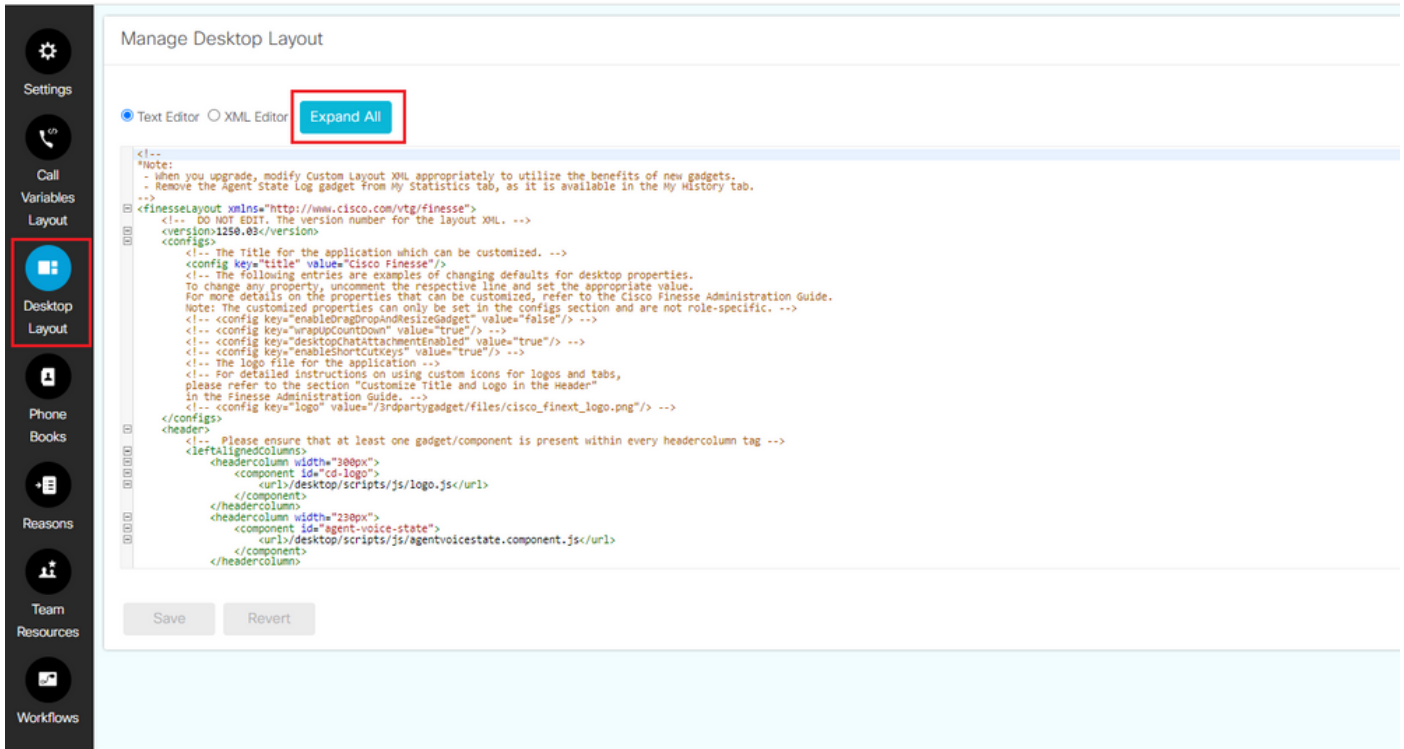 Settings
Call
Variables
Layout
Desktop
Layout
Phone
Books
Reasons
Team
Resources
Workflows
Manage Desktop Layout
Text Editor XML Editor Expand All
<!--
*Note:
- When you upgrade, modify Custom Layout XML appropriately to utilize the benefits of new gadgets.
- Remove the Agent State Log gadget from My Statistics tab, as it is available in the My History tab.
-->
<finesseLayout xmlns="http://www.cisco.com/vtg/finesse">
<!-- DO NOT EDIT. The version number for the layout XML. -->
<version>1250.03</version>
<configs>
<!-- The Title for the application which can be customized. -->
<config key="title" value="Cisco Finesse"/>
<!-- The following entries are examples of changing defaults for desktop properties.
To change any property, uncomment the respective line and set the appropriate value.
For more details on the properties that can be customized, refer to the Cisco Finesse Administration Guide.
Note: The customized properties can only be set in the configs section and are not role-specific. -->
<!-- <config key="enableDragDropAndResizeGadget" value="false"/> -->
<!-- <config key="wrapUpCountDown" value="true"/> -->
<!-- <config key="desktopChatAttachmentEnabled" value="true"/> -->
<!-- <config key="enableShortCutKeys" value="true"/> -->
<!-- The logo file for the application -->
<!-- For detailed instructions on using custom icons for logos and tabs,
please refer to the section "Customize Title and Logo in the Header"
in the Finesse Administration Guide. -->
<!-- <config key="logo" value="/3rdpartygadget/files/cisco_finext_logo.png"/> -->
</configs>
<header>
<!-- Please ensure that at least one gadget/component is present within every headercolumn tag -->
<leftAlignedColumns>
<headercolumn width="300px">
<component id="cd-logo">
<url>/desktop/scripts/js/logo.js</url>
</component>
</headercolumn>
<headercolumn width="230px">
<component id="agent-voice-state">
<url>/desktop/scripts/js/agentvoicestate.component.js</url>
</component>
</headercolumn>
Save Revert